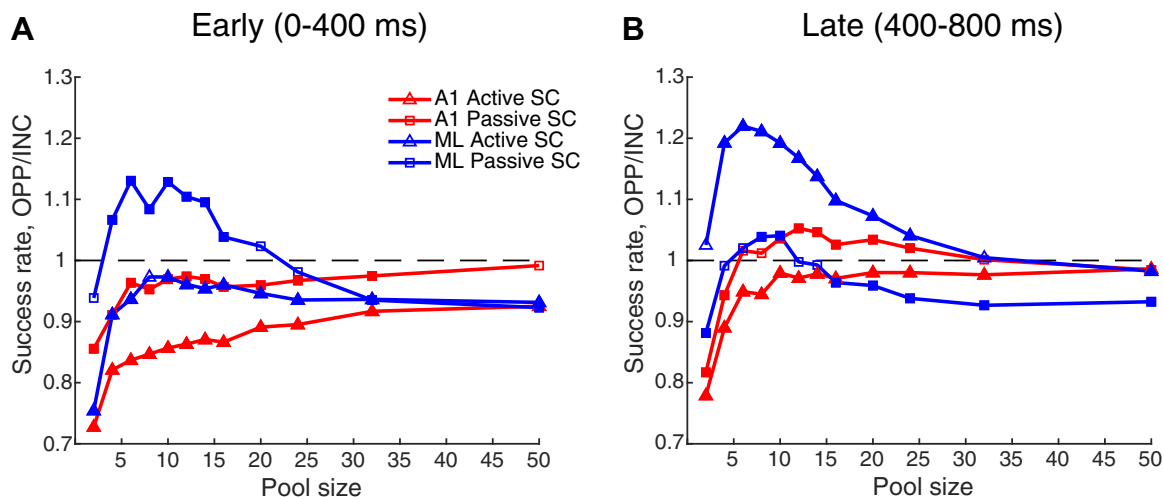 A
Early (0-400 ms)
Success rate, OPP/INC
1.3
1.2
1.1
1
0.9
0.8
0.7
A1 Active SC
A1 Passive SC
ML Active SC
ML Passive SC
5 10 15 20 25 30 35 40 45 50
Pool size
B
Late (400-800 ms)
Success rate, OPP/INC
1.3
1.2
1.1
1
0.9
0.8
0.7
5 10 15 20 25 30 35 40 45 50
Pool size